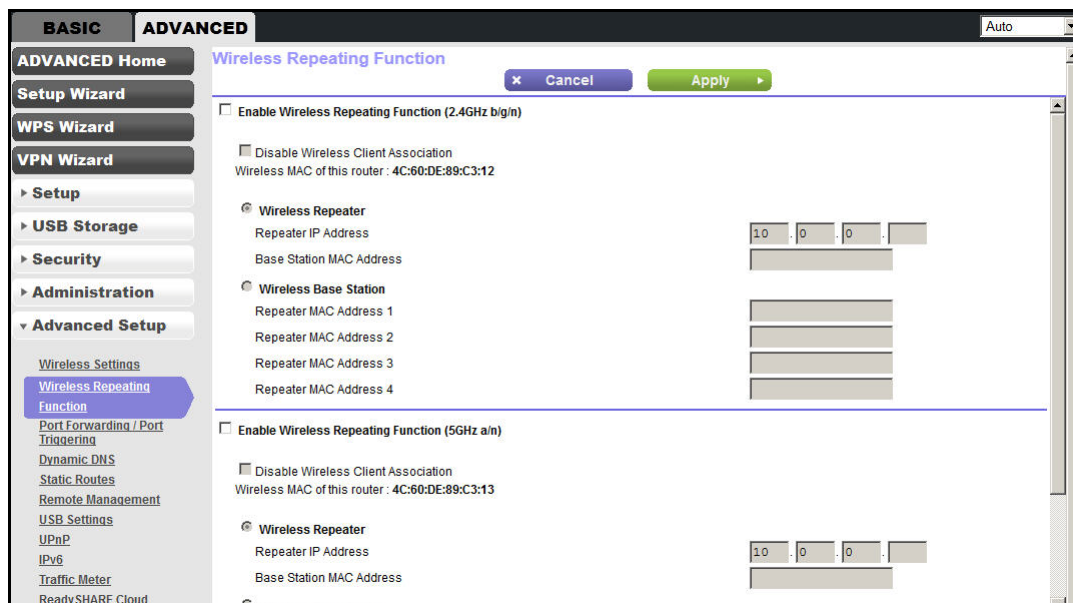 BASIC
ADVANCED
Auto
ADVANCED Home
Setup Wizard
WPS Wizard
VPN Wizard
Setup
USB Storage
Security
Administration
Advanced Setup
Wireless Settings
Wireless Repeating
Function
Port Forwarding / Port
Triggering
Dynamic DNS
Static Routes
Remote Management
USB Settings
UPnP
IPv6
Traffic Meter
ReadySHARE Cloud
Wireless Repeating Function
x Cancel
Apply
Enable Wireless Repeating Function (2.4GHz b/g/n)
Disable Wireless Client Association
Wireless MAC of this router : 4C:60:DE:89:C3:12
Wireless Repeater
Repeater IP Address 10 . 0 . 0 .
Base Station MAC Address
Wireless Base Station
Repeater MAC Address 1
Repeater MAC Address 2
Repeater MAC Address 3
Repeater MAC Address 4
Enable Wireless Repeating Function (5GHz a/n)
Disable Wireless Client Association
Wireless MAC of this router : 4C:60:DE:89:C3:13
Wireless Repeater
Repeater IP Address 10 . 0 . 0 .
Base Station MAC Address